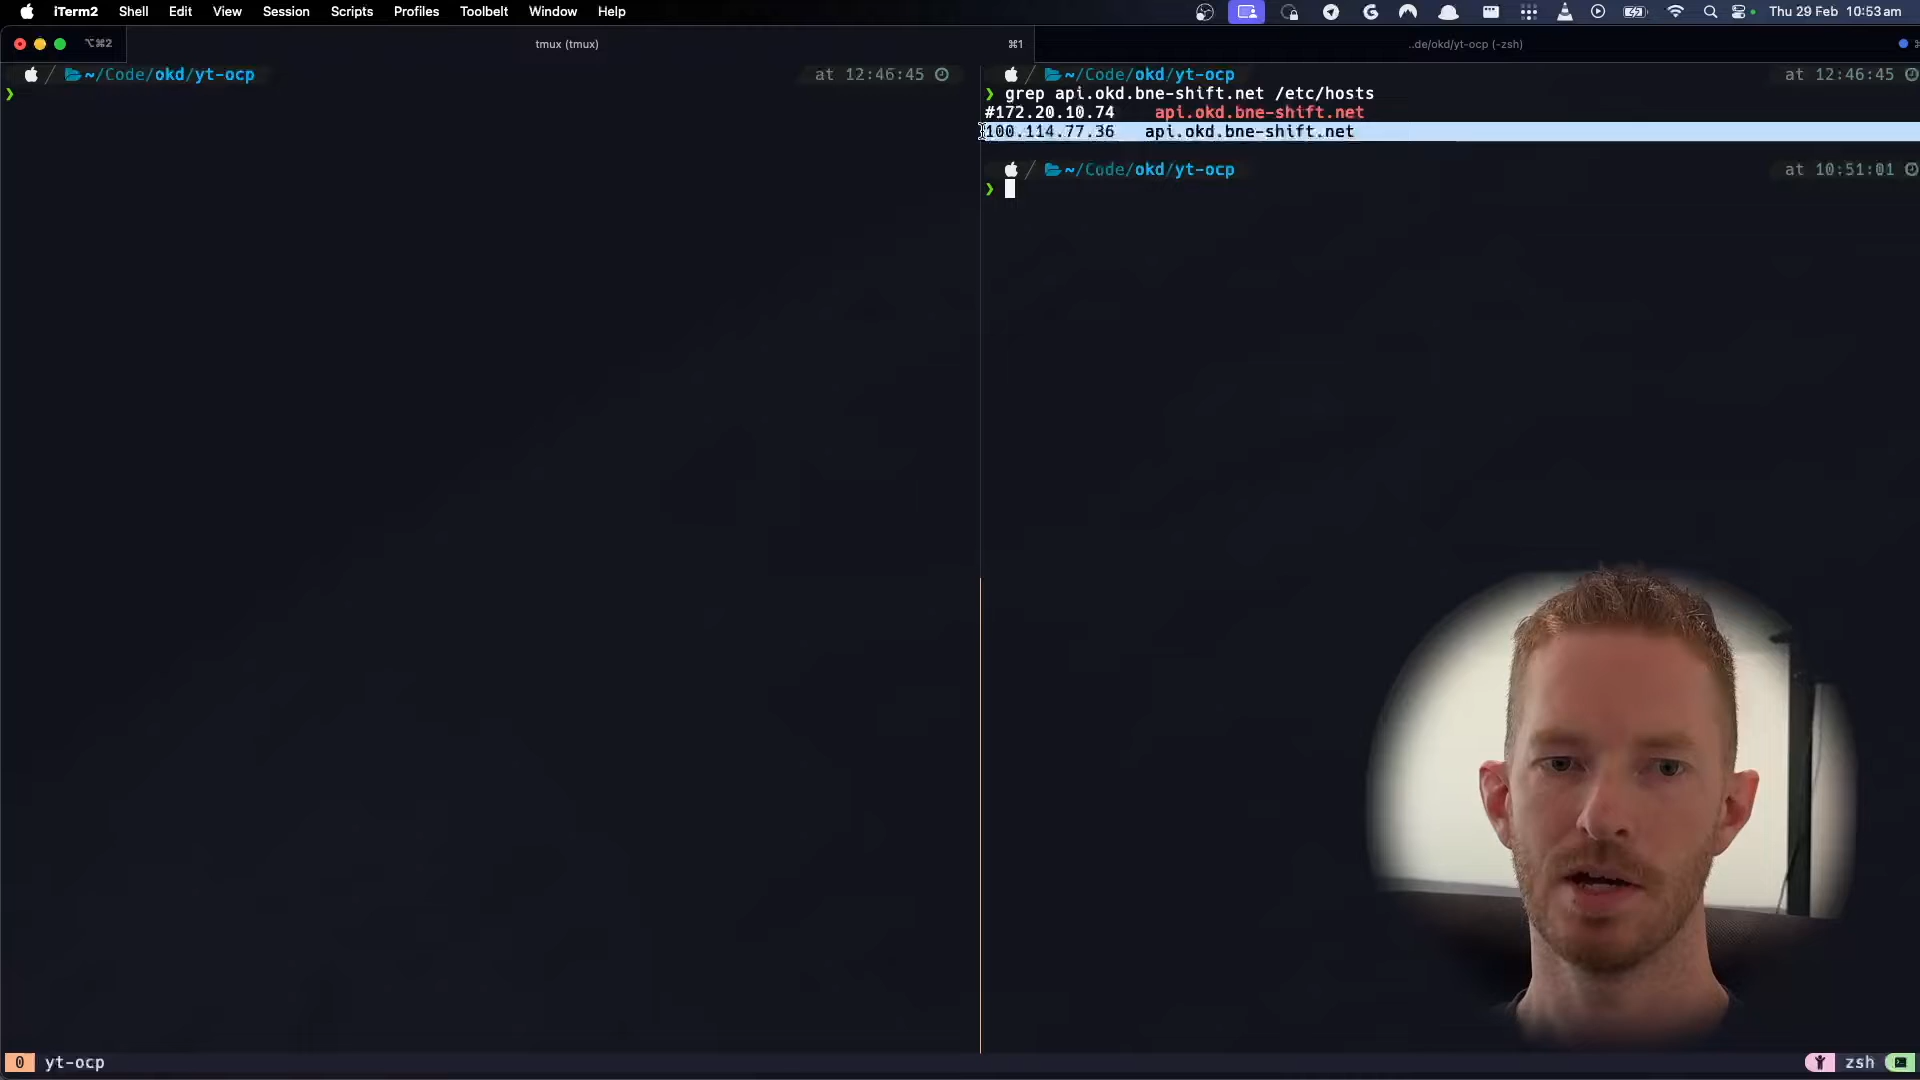 iTerm2 Shell Edit View Session Scripts Profiles Toolbelt Window Help Thu 29 Feb 10:53 am
⌥⌘2 tmux (tmux) ⌘1 ..de/okd/yt-ocp (-zsh)
~/Code/okd/yt-ocp at 12:46:45
❯
~/Code/okd/yt-ocp at 12:46:45
❯ grep api.okd.bne-shift.net /etc/hosts
#172.20.10.74 api.okd.bne-shift.net
100.114.77.36 api.okd.bne-shift.net
~/Code/okd/yt-ocp at 10:51:01
❯
0 yt-ocp zsh